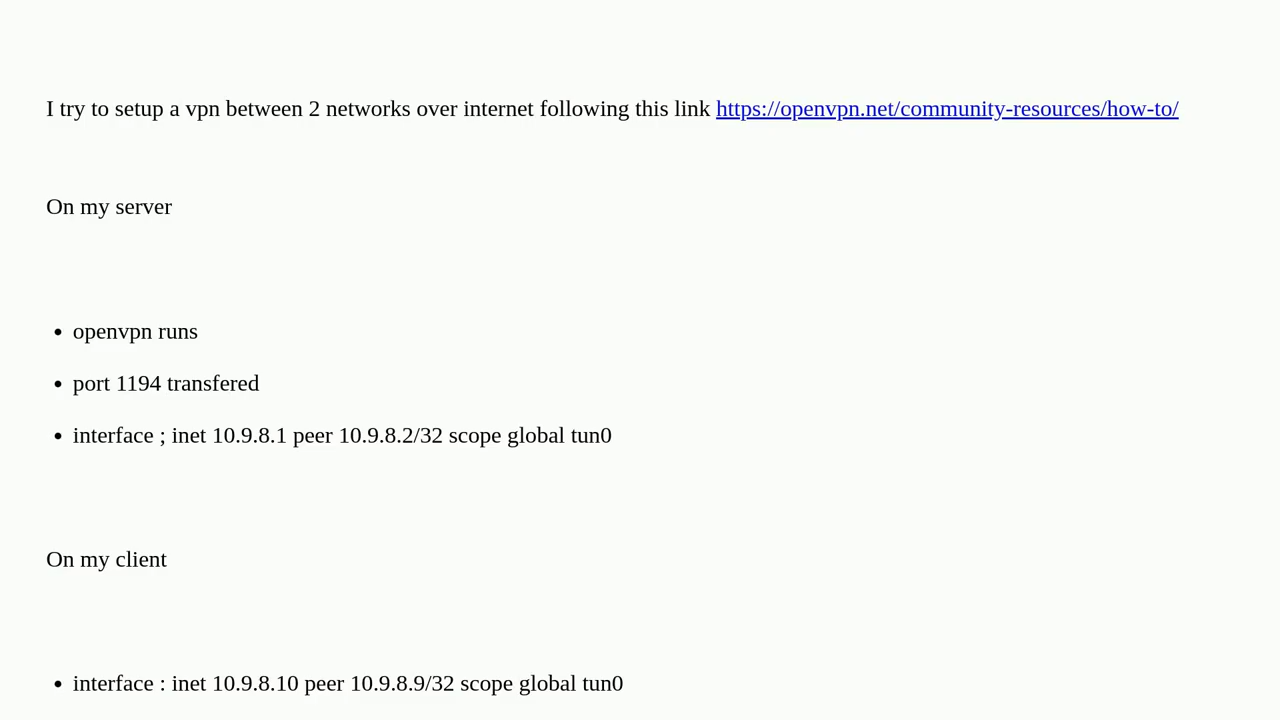 I try to setup a vpn between 2 networks over internet following this link https://openvpn.net/community-resources/how-to/
On my server
• openvpn runs
• port 1194 transfered
• interface ; inet 10.9.8.1 peer 10.9.8.2/32 scope global tun0
On my client
• interface : inet 10.9.8.10 peer 10.9.8.9/32 scope global tun0